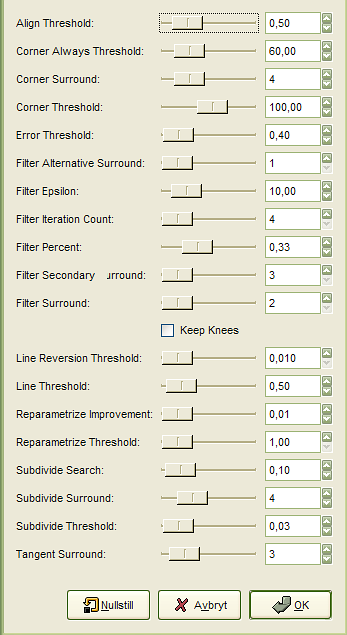 Align Threshold: 0,50
Corner Always Threshold: 60,00
Corner Surround: 4
Corner Threshold: 100,00
Error Threshold: 0,40
Filter Alternative Surround: 1
Filter Epsilon: 10,00
Filter Iteration Count: 4
Filter Percent: 0,33
Filter Secondary urround: 3
Filter Surround: 2
Keep Knees
Line Reversion Threshold: 0,010
Line Threshold: 0,50
Reparametrize Improvement: 0,01
Reparametrize Threshold: 1,00
Subdivide Search: 0,10
Subdivide Surround: 4
Subdivide Threshold: 0,03
Tangent Surround: 3
Nullstill Avbryt OK